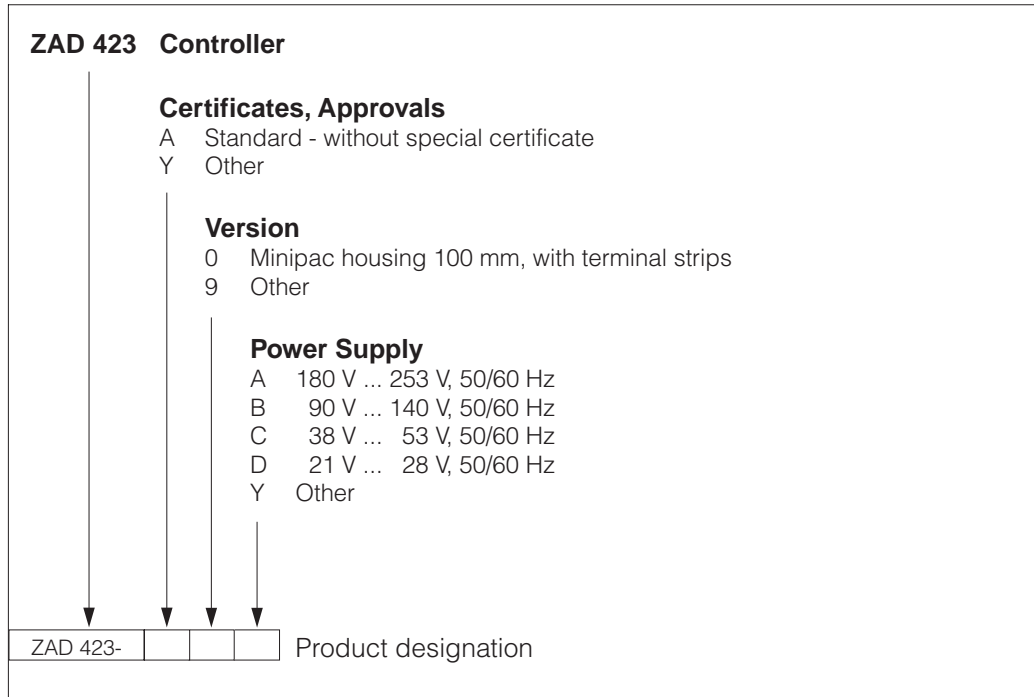 ZAD 423 Controller
Certificates, Approvals
A Standard - without special certificate
Y Other
Version
0 Minipac housing 100 mm, with terminal strips
9 Other
Power Supply
A 180 V ... 253 V, 50/60 Hz
B 90 V ... 140 V, 50/60 Hz
C 38 V ... 53 V, 50/60 Hz
D 21 V ... 28 V, 50/60 Hz
Y Other
ZAD 423- Product designation